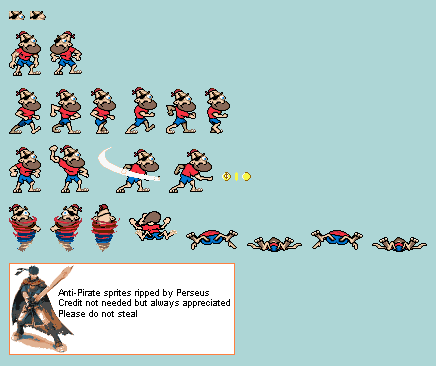 Anti-Pirate sprites ripped by Perseus
Credit not needed but always appreciated
Please do not steal